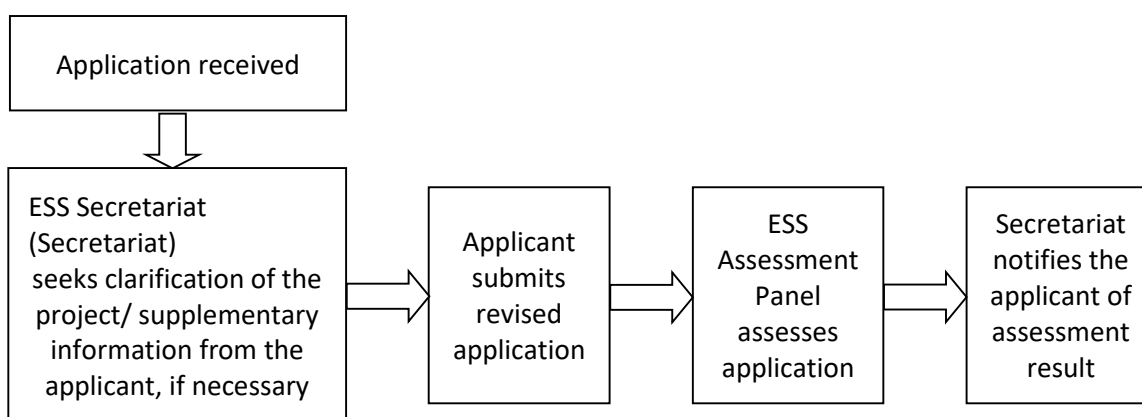 Application received
ESS Secretariat
(Secretariat)
seeks clarification of the
project/ supplementary
information from the
applicant, if necessary
Applicant
submits
revised
application
ESS
Assessment
Panel
assesses
application
Secretariat
notifies the
applicant of
assessment
result